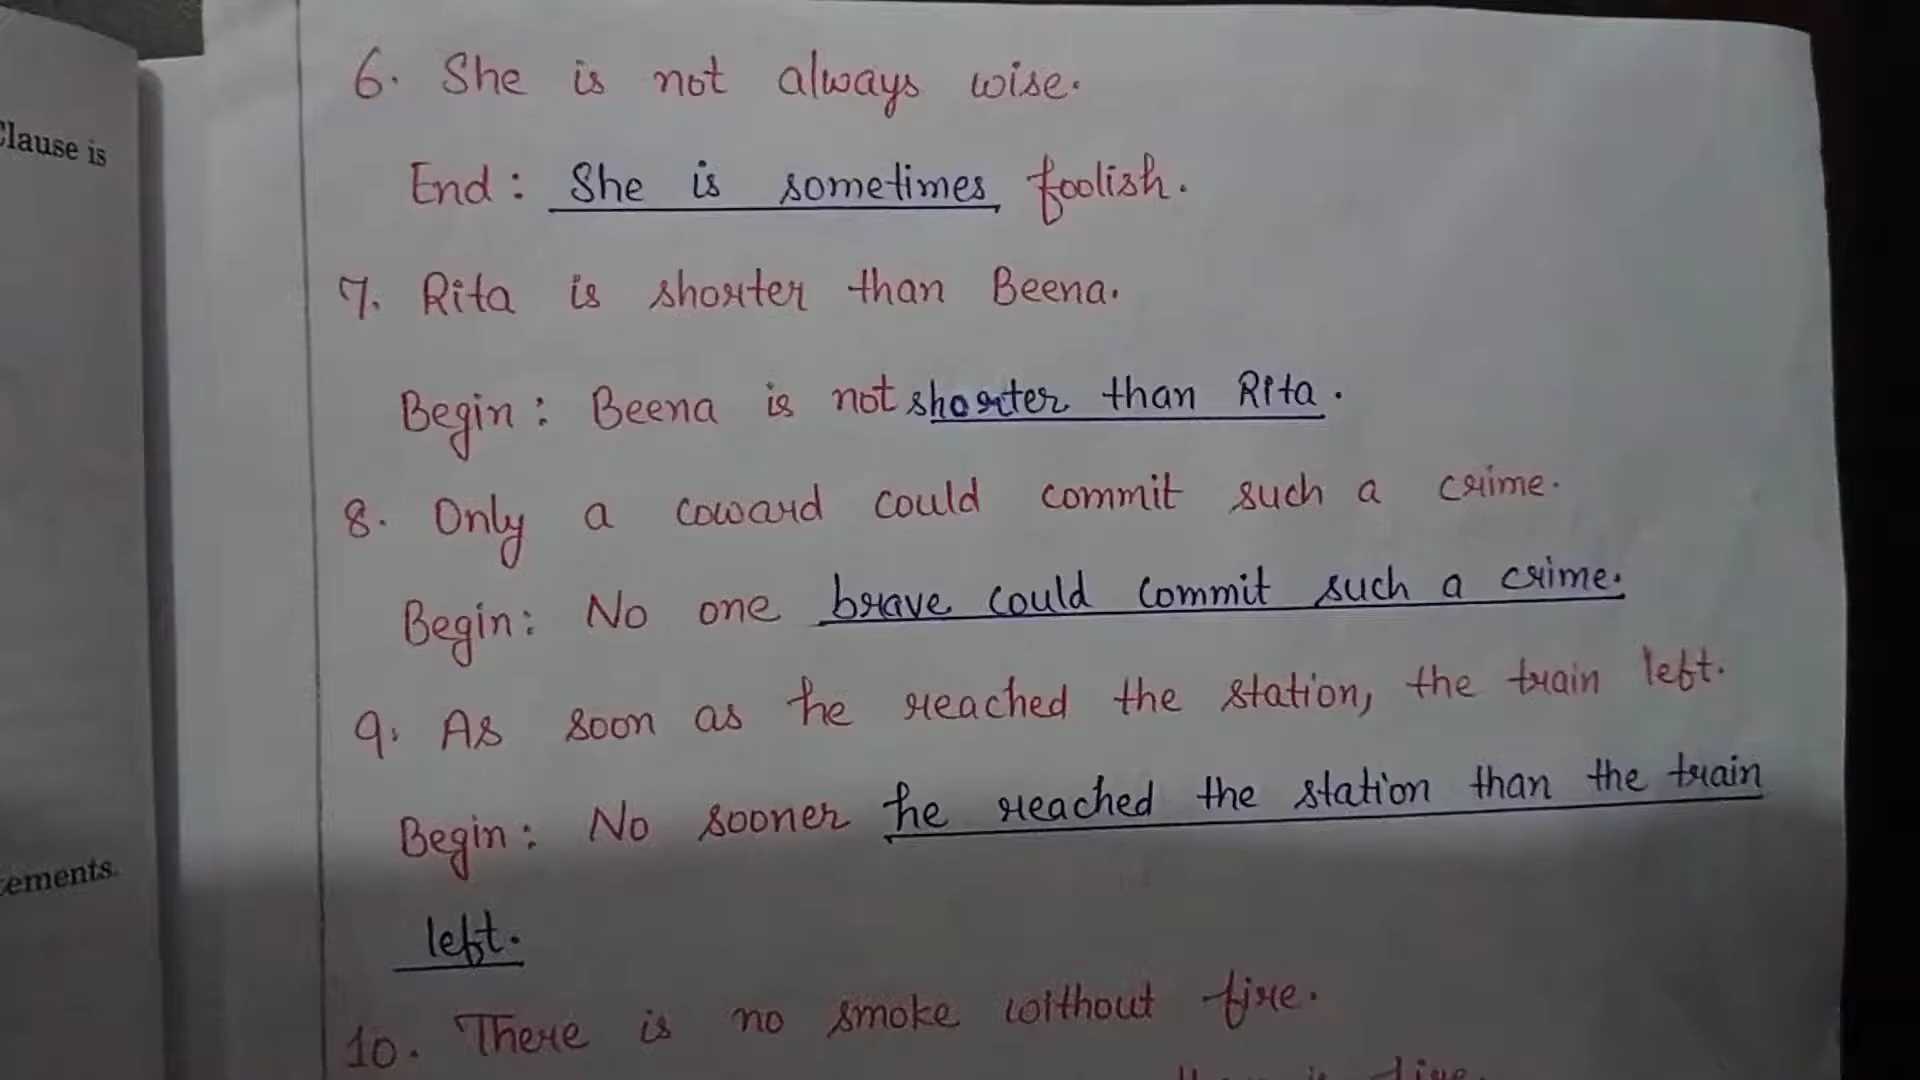 Clause is
ements.
6. She is not always wise.
End: She is sometimes foolish.
7. Rita is shorter than Beena.
Begin: Beena is not shorter than Rita.
8. Only a coward could commit such a crime.
Begin: No one brave could commit such a crime.
9. As soon as he reached the station, the train left.
Begin: No sooner he reached the station than the train
left.
10. There is no smoke without fire.
is fire.